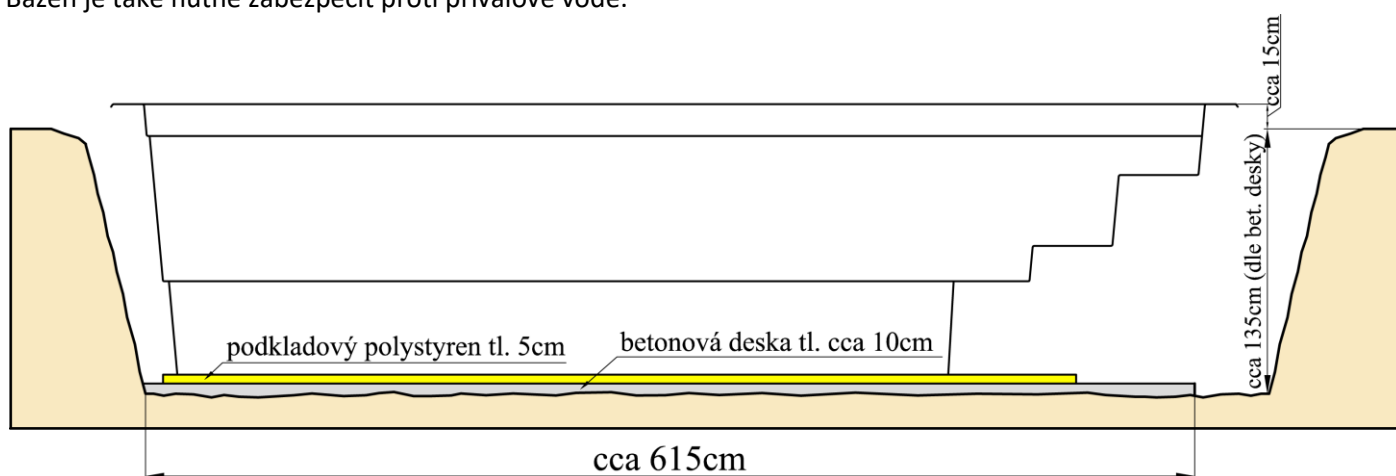 Bazén je také nutné zabezpečit proti přívalové vodě.
cca 15cm
cca 135cm (dle bet. desky)
podkladový polystyren tl. 5cm
betonová deska tl. cca 10cm
cca 615cm